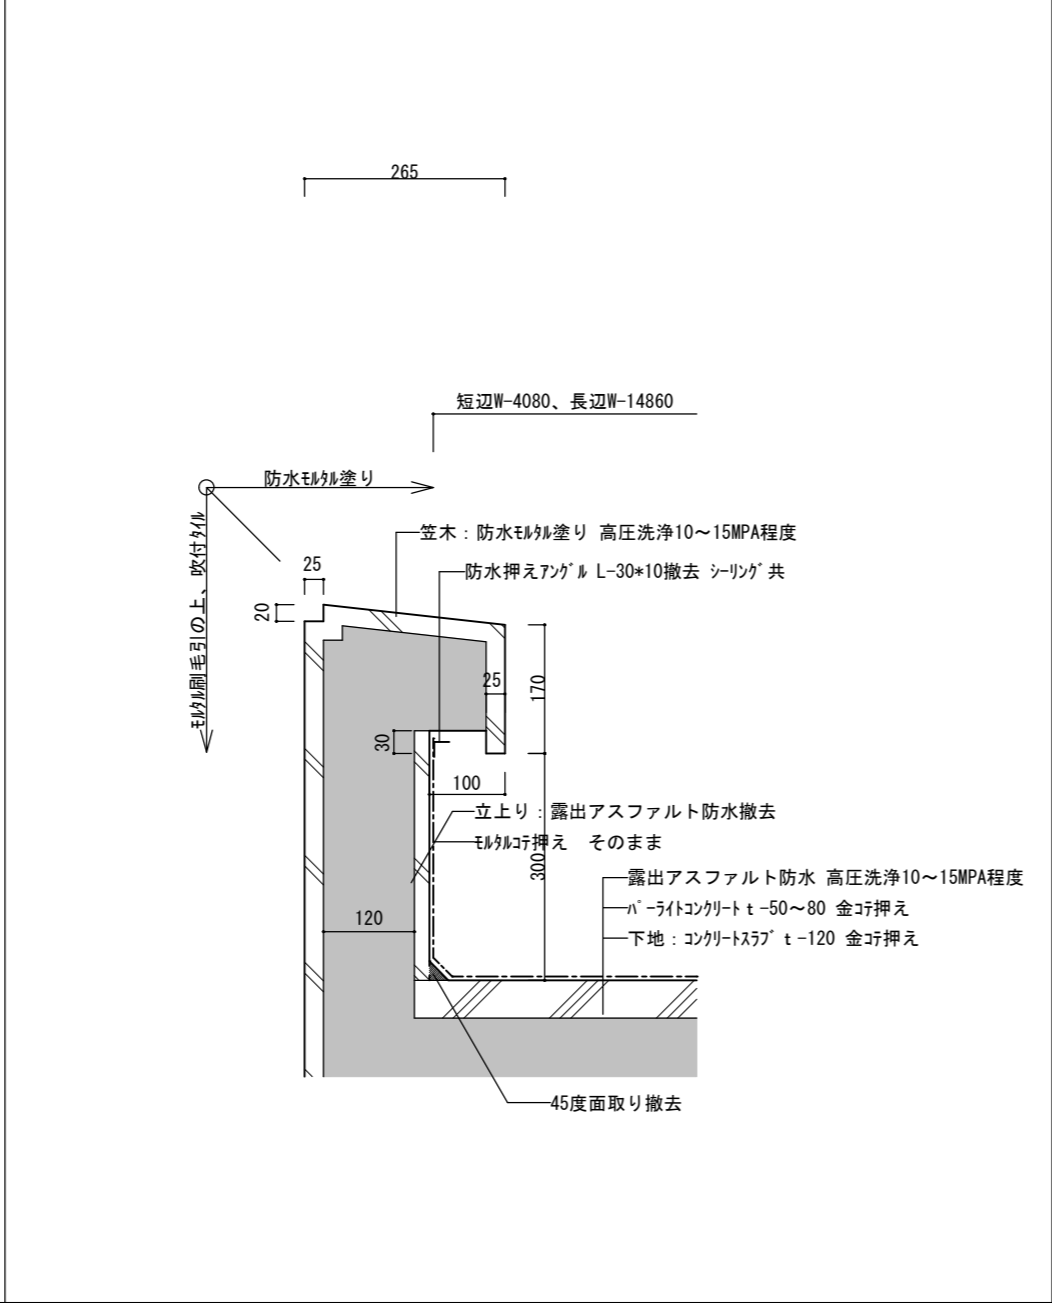 265
短辺W-4080、長辺W-14860
防水ﾓﾙﾀﾙ塗り
ﾓﾙﾀﾙ刷毛引の上、吹付ﾀｲﾙ
笠木：防水ﾓﾙﾀﾙ塗り 高圧洗浄10～15MPA程度
防水押えｱﾝｸﾞﾙ L-30*10撤去 ｼｰﾘﾝｸﾞ共
25
20
25
170
30
100
立上り：露出アスファルト防水撤去
ﾓﾙﾀﾙｺﾃ押え　そのまま
300
露出アスファルト防水 高圧洗浄10～15MPA程度
ﾊﾟｰﾗｲﾄｺﾝｸﾘｰﾄ t-50～80 金ｺﾃ押え
120
下地：ｺﾝｸﾘｰﾄｽﾗﾌﾞ t-120 金ｺﾃ押え
45度面取り撤去